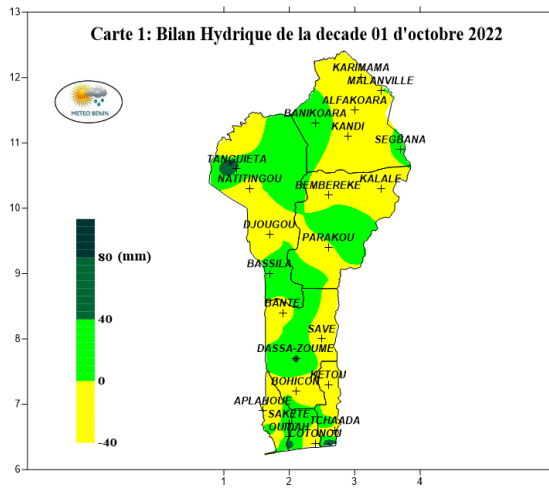 Carte 1: Bilan Hydrique de la decade 01 d'octobre 2022
13
12
11
10
9
8
7
6
1
2
3
4
METEO BENIN
80 (mm)
40
0
-40
KARIMAMA
MALANVILLE
ALFAKOARA
BANIKOARA
KANDI
SEGBANA
TANGUIETA
NATITINGOU
BEMBEREKE
KALALE
DJOUGOU
PARAKOU
BASSILA
BANTE
SAVE
DASSA-ZOUME
BOHICON
KETOU
APLAHOUE
SAKETE
TCHAADA
OUIDAH
COTONOU